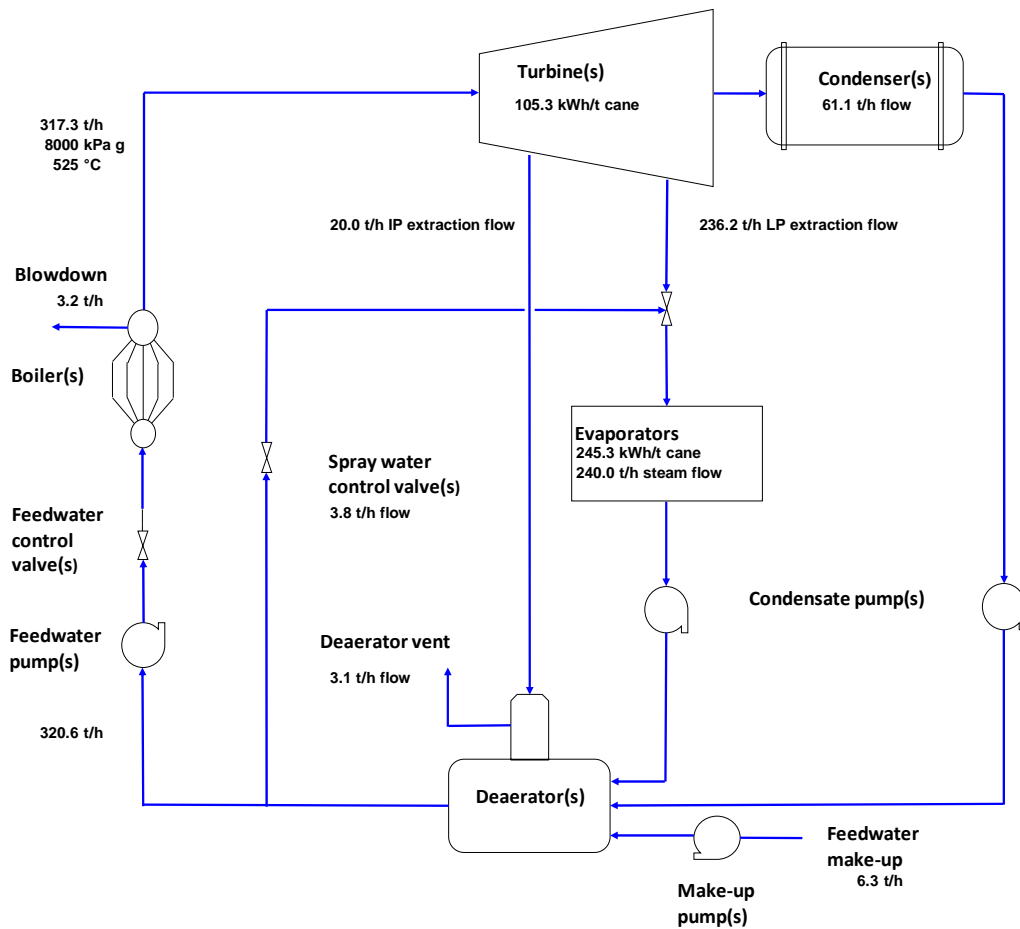 Turbine(s)
105.3 kWh/t cane
Condenser(s)
61.1 t/h flow
317.3 t/h
8000 kPa g
525 °C
20.0 t/h IP extraction flow
236.2 t/h LP extraction flow
Blowdown
3.2 t/h
Boiler(s)
Evaporators
245.3 kWh/t cane
240.0 t/h steam flow
Spray water
control valve(s)
3.8 t/h flow
Feedwater
control
valve(s)
Condensate pump(s)
Feedwater
pump(s)
Deaerator vent
3.1 t/h flow
320.6 t/h
Deaerator(s)
Feedwater
make-up
6.3 t/h
Make-up
pump(s)